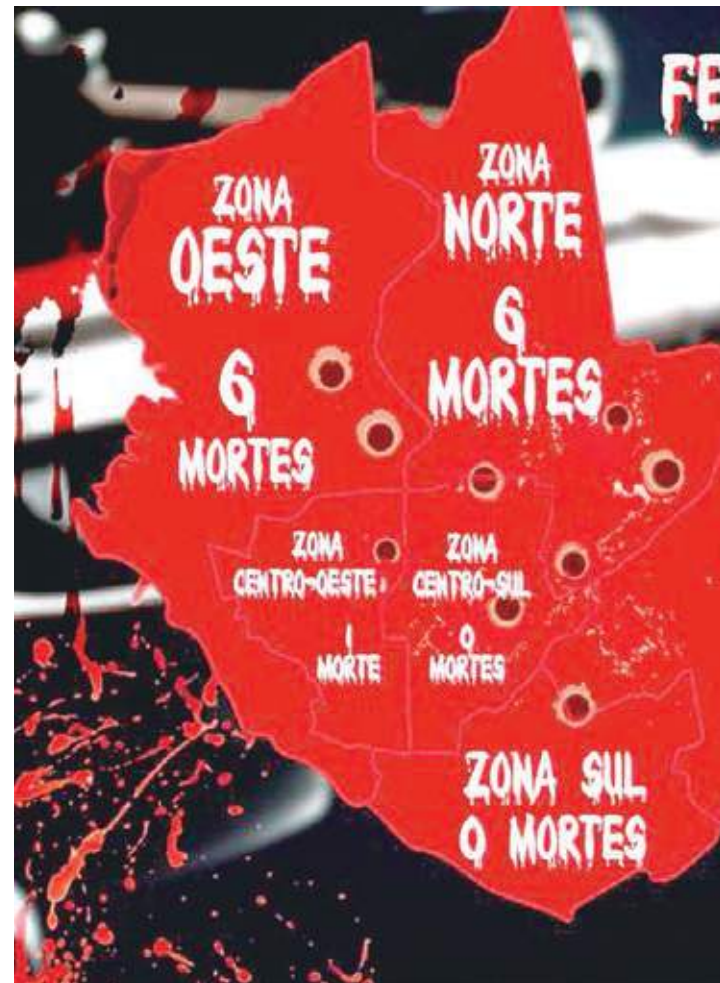 FE
ZONA
OESTE
6
MORTES
ZONA
NORTE
6
MORTES
ZONA
CENTRO-OESTE
1
MORTE
ZONA
CENTRO-SUL
0
MORTES
ZONA SUL
0 MORTES